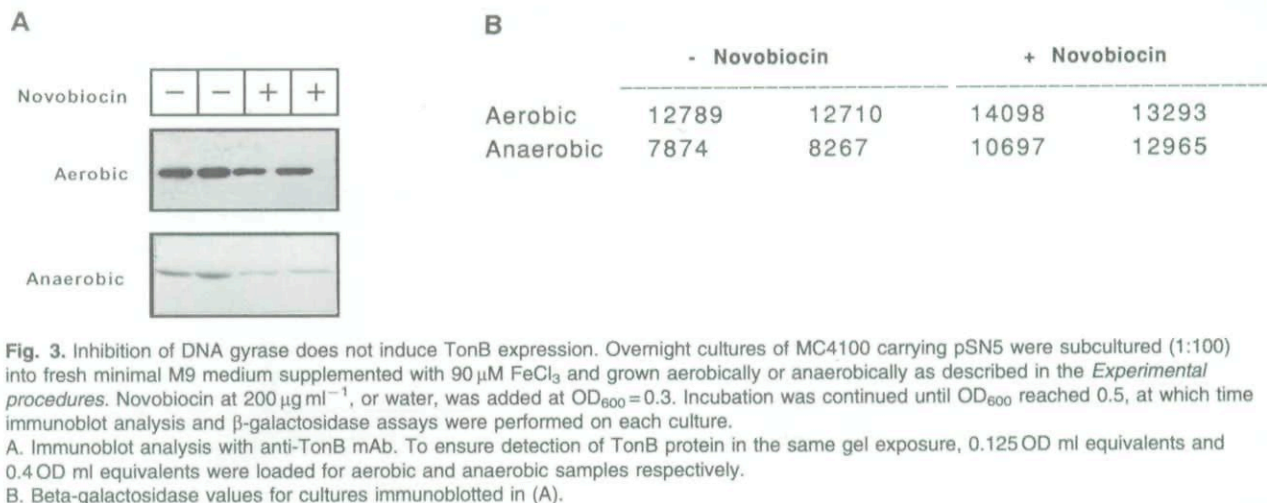 A
Novobiocin − − + +
Aerobic
Anaerobic
B
- Novobiocin + Novobiocin
Aerobic 12789 12710 14098 13293
Anaerobic 7874 8267 10697 12965
Fig. 3. Inhibition of DNA gyrase does not induce TonB expression. Overnight cultures of MC4100 carrying pSN5 were subcultured (1:100)
into fresh minimal M9 medium supplemented with 90 μM FeCl₃ and grown aerobically or anaerobically as described in the Experimental
procedures. Novobiocin at 200 μg ml⁻¹, or water, was added at OD₆₀₀ = 0.3. Incubation was continued until OD₆₀₀ reached 0.5, at which time
immunoblot analysis and β-galactosidase assays were performed on each culture.
A. Immunoblot analysis with anti-TonB mAb. To ensure detection of TonB protein in the same gel exposure, 0.125 OD ml equivalents and
0.4 OD ml equivalents were loaded for aerobic and anaerobic samples respectively.
B. Beta-galactosidase values for cultures immunoblotted in (A).